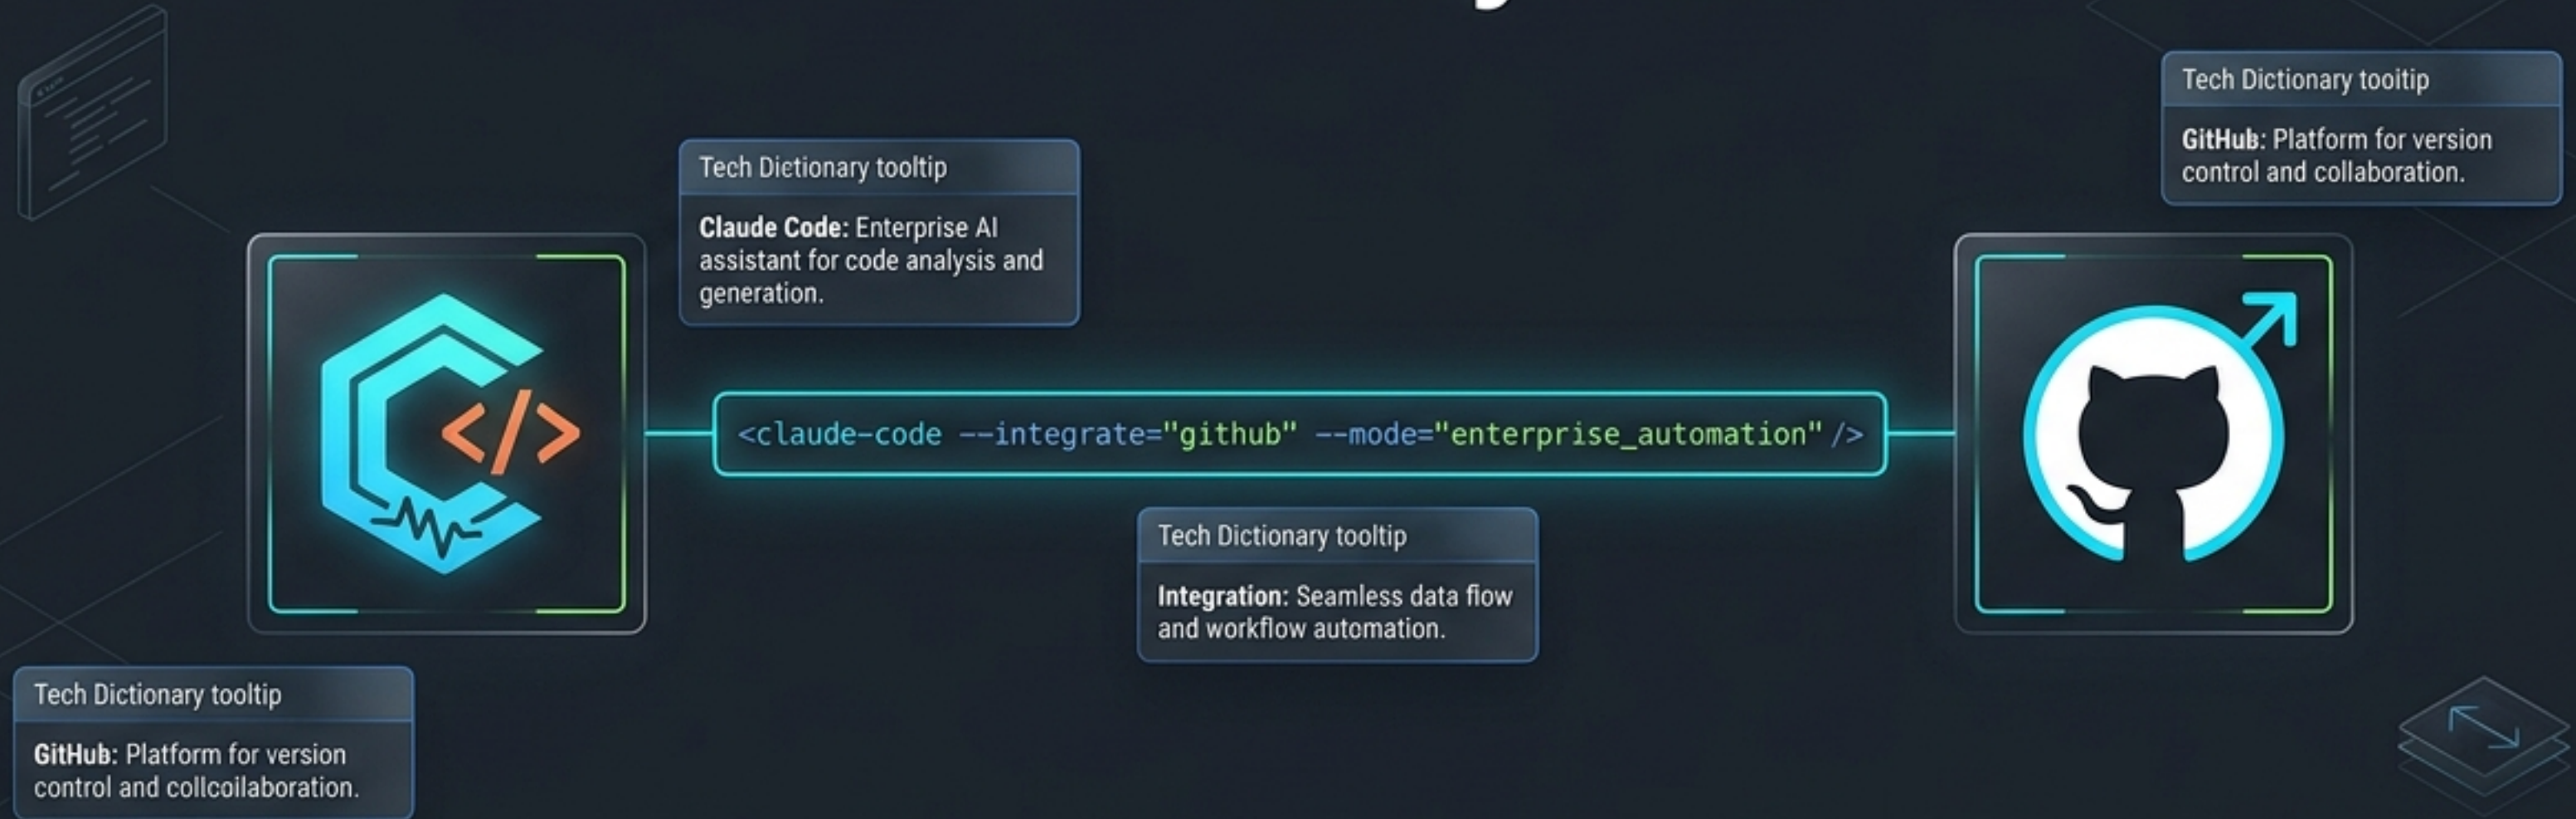 Tech Dictionary tooitip
GitHub: Platform for version
control and collaboration.
Tech Dictionary tooltip
Claude Code: Enterprise AI
assistant for code analysis and
generation.
<claude-code --integrate="github" --mode="enterprise_automation"/>
Tech Dictionary tooltip
Integration: Seamless data flow
and workflow automation.
Tech Dictionary tooltip
GitHub: Platform for version
control and collcoilaboration.